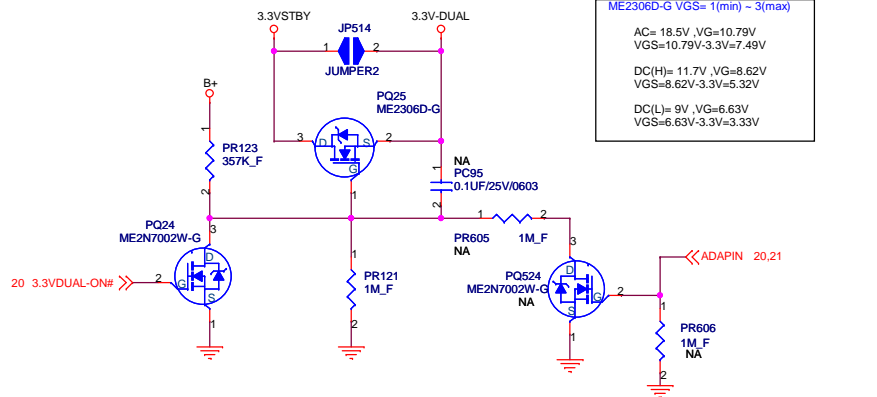 ME2306D-G VGS= 1(min) ~ 3(max)
AC= 18.5V ,VG=10.79V
VGS=10.79V-3.3V=7.49V
DC(H)= 11.7V ,VG=8.62V
VGS=8.62V-3.3V=5.32V
DC(L)= 9V ,VG=6.63V
VGS=6.63V-3.3V=3.33V
3.3VSTBY
3.3V-DUAL
JP514
1
2
JUMPER2
B+
PQ25
ME2306D-G
1
3
D
S
2
G
1
PR123
357K_F
2
NA
1
PC95
0.1UF/25V/0603
2
PQ24
ME2N7002W-G
3
D
20 3.3VDUAL-ON#
2
G
S
1
1
PR121
1M_F
2
1
2
PR605
1M_F
NA
3
PQ524
D
ME2N7002W-G
NA
G
2
S
1
ADAPIN 20,21
1
PR606
1M_F
NA
2